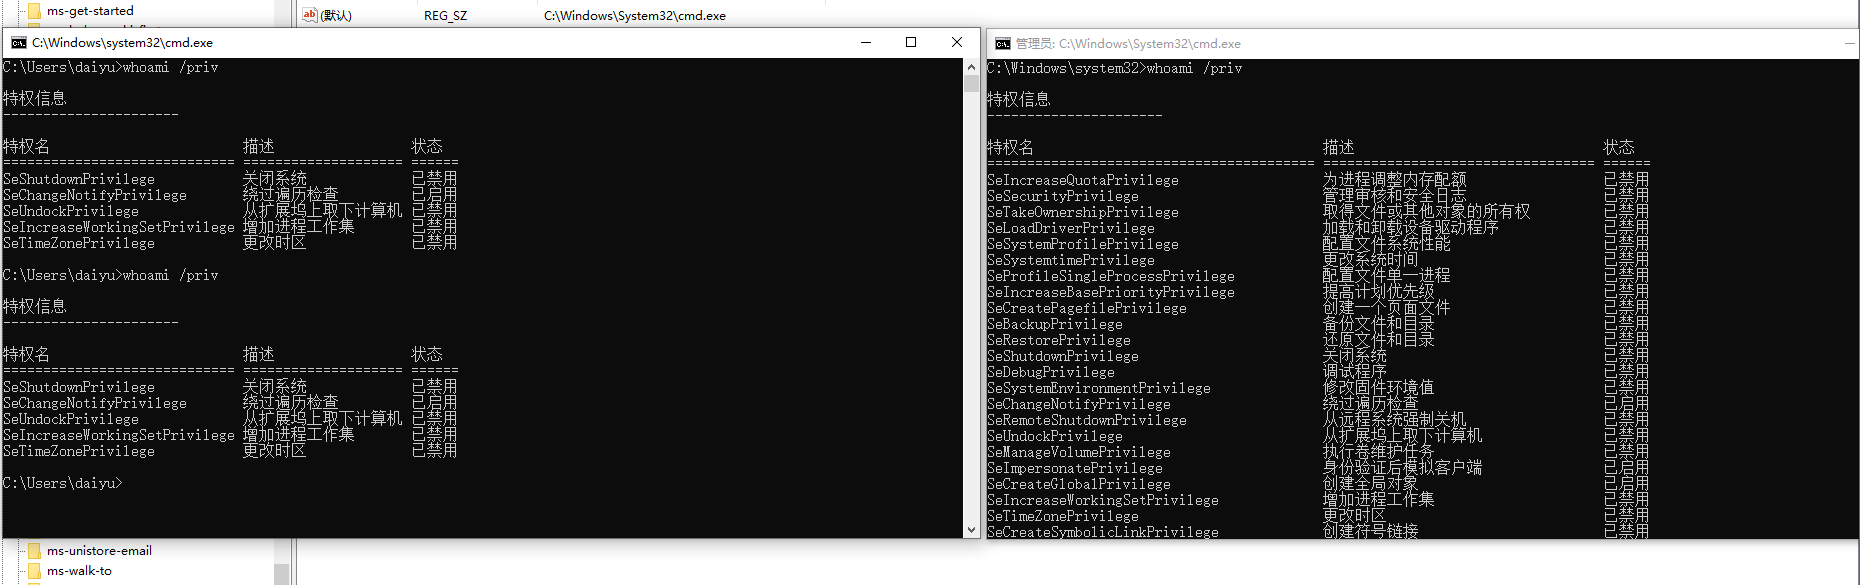 ms-get-started
(默认) REG_SZ C:\Windows\System32\cmd.exe
C:\Windows\system32\cmd.exe
C:\Users\daiyu>whoami /priv
特权信息
----------------------
特权名 描述 状态
============================= ==================== ======
SeShutdownPrivilege 关闭系统 已禁用
SeChangeNotifyPrivilege 绕过遍历检查 已启用
SeUndockPrivilege 从扩展坞上取下计算机 已禁用
SeIncreaseWorkingSetPrivilege 增加进程工作集 已禁用
SeTimeZonePrivilege 更改时区 已禁用
C:\Users\daiyu>whoami /priv
特权信息
----------------------
特权名 描述 状态
============================= ==================== ======
SeShutdownPrivilege 关闭系统 已禁用
SeChangeNotifyPrivilege 绕过遍历检查 已启用
SeUndockPrivilege 从扩展坞上取下计算机 已禁用
SeIncreaseWorkingSetPrivilege 增加进程工作集 已禁用
SeTimeZonePrivilege 更改时区 已禁用
C:\Users\daiyu>
管理员: C:\Windows\System32\cmd.exe
C:\Windows\system32>whoami /priv
特权信息
----------------------
特权名 描述 状态
========================================= ================================== ======
SeIncreaseQuotaPrivilege 为进程调整内存配额 已禁用
SeSecurityPrivilege 管理审核和安全日志 已禁用
SeTakeOwnershipPrivilege 取得文件或其他对象的所有权 已禁用
SeLoadDriverPrivilege 加载和卸载设备驱动程序 已禁用
SeSystemProfilePrivilege 配置文件系统性能 已禁用
SeSystemtimePrivilege 更改系统时间 已禁用
SeProfileSingleProcessPrivilege 配置文件单一进程 已禁用
SeIncreaseBasePriorityPrivilege 提高计划优先级 已禁用
SeCreatePagefilePrivilege 创建一个页面文件 已禁用
SeBackupPrivilege 备份文件和目录 已禁用
SeRestorePrivilege 还原文件和目录 已禁用
SeShutdownPrivilege 关闭系统 已禁用
SeDebugPrivilege 调试程序 已禁用
SeSystemEnvironmentPrivilege 修改固件环境值 已禁用
SeChangeNotifyPrivilege 绕过遍历检查 已启用
SeRemoteShutdownPrivilege 从远程系统强制关机 已禁用
SeUndockPrivilege 从扩展坞上取下计算机 已禁用
SeManageVolumePrivilege 执行卷维护任务 已禁用
SeImpersonatePrivilege 身份验证后模拟客户端 已启用
SeCreateGlobalPrivilege 创建全局对象 已启用
SeIncreaseWorkingSetPrivilege 增加进程工作集 已禁用
SeTimeZonePrivilege 更改时区 已禁用
SeCreateSymbolicLinkPrivilege 创建符号链接 已禁用
ms-unistore-email
ms-walk-to